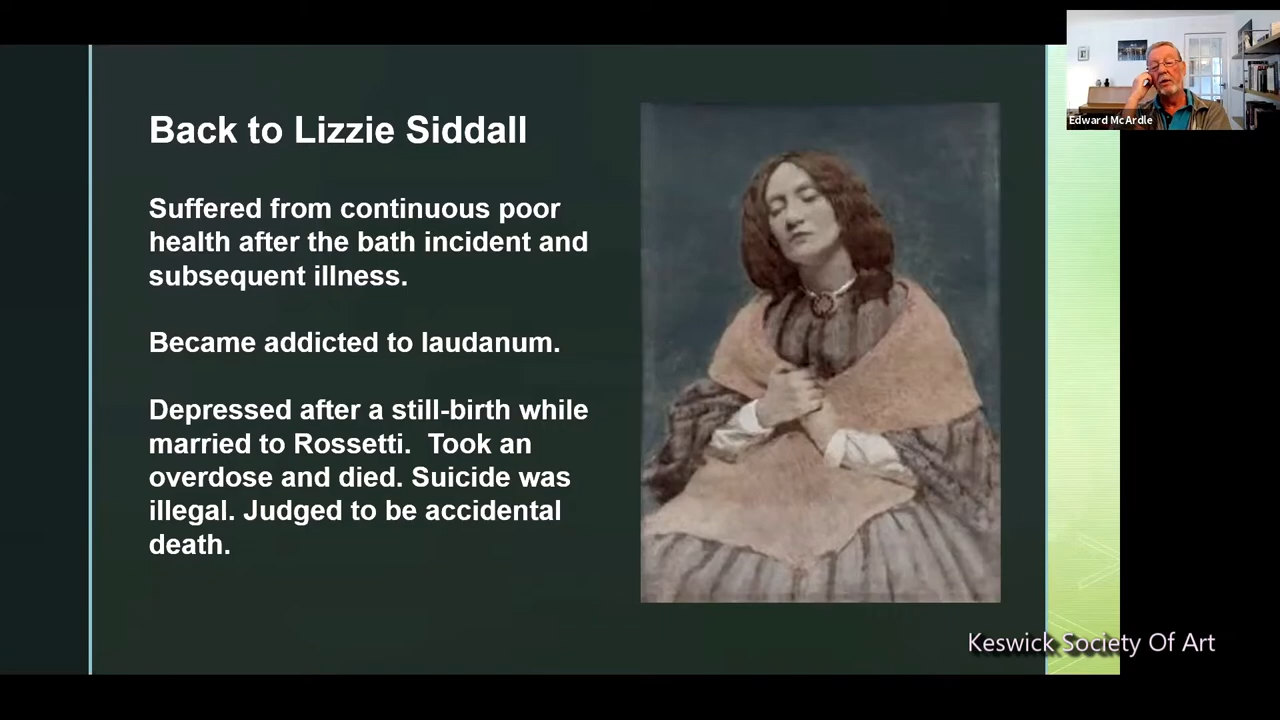 Back to Lizzie Siddall
Suffered from continuous poor
health after the bath incident and
subsequent illness.
Became addicted to laudanum.
Depressed after a still-birth while
married to Rossetti.  Took an
overdose and died. Suicide was
illegal. Judged to be accidental
death.
Edward McArdle
Keswick Society Of Art